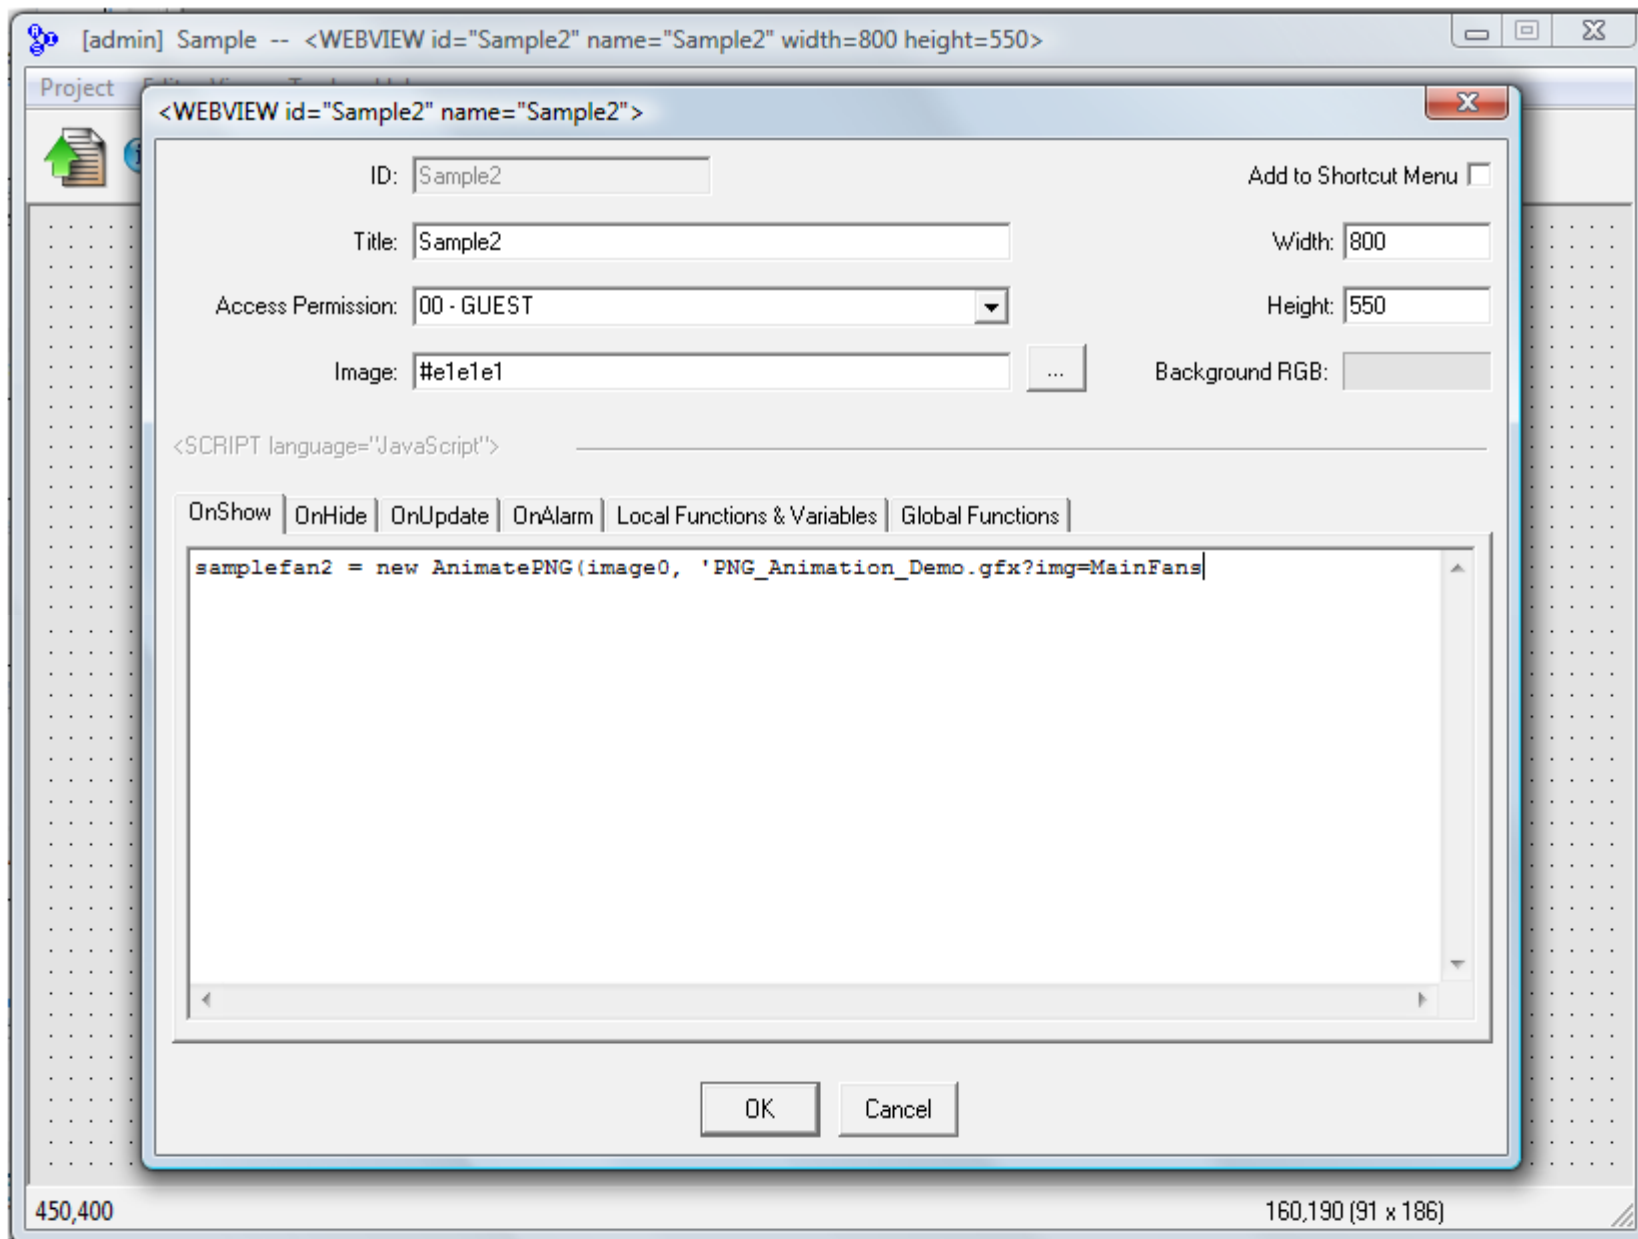 [admin] Sample -- <WEBVIEW id="Sample2" name="Sample2" width=800 height=550>
Project
<WEBVIEW id="Sample2" name="Sample2">
ID: Sample2
Add to Shortcut Menu
Title: Sample2
Width: 800
Access Permission: 00 - GUEST
Height: 550
Image: #e1e1e1
...
Background RGB:
<SCRIPT language="JavaScript">
OnShow OnHide OnUpdate OnAlarm Local Functions & Variables Global Functions
samplefan2 = new AnimatePNG(image0, 'PNG_Animation_Demo.gfx?img=MainFans
OK Cancel
450,400
160,190 (91 x 186)